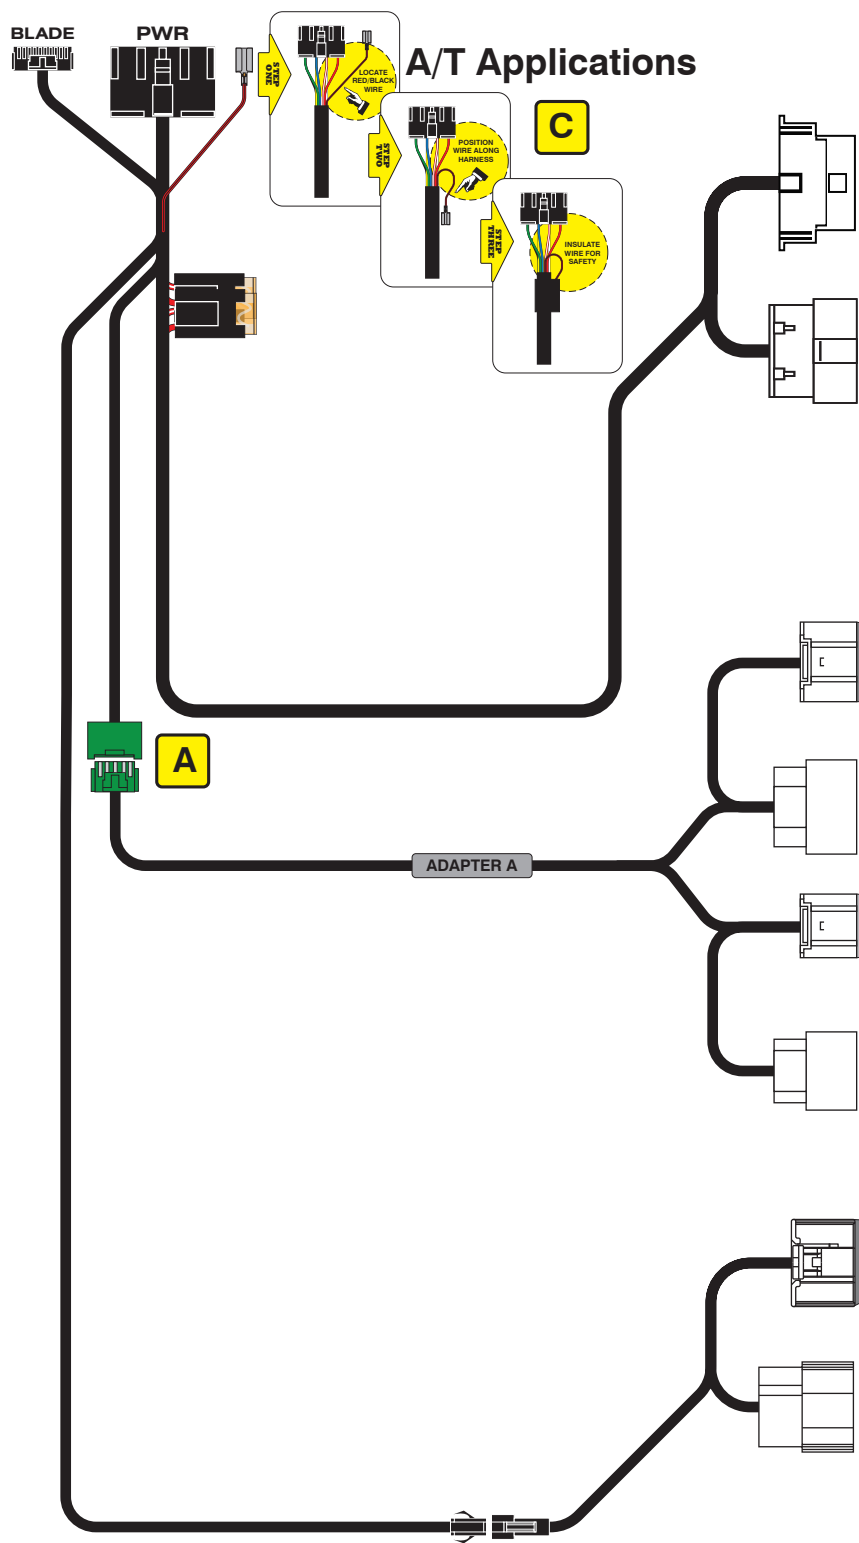 BLADE
PWR
A/T Applications
STEP
ONE
LOCATE
RED/BLACK
WIRE
C
STEP
TWO
POSITION
WIRE ALONG
HARNESS
STEP
THREE
INSULATE
WIRE FOR
SAFETY
A
ADAPTER A